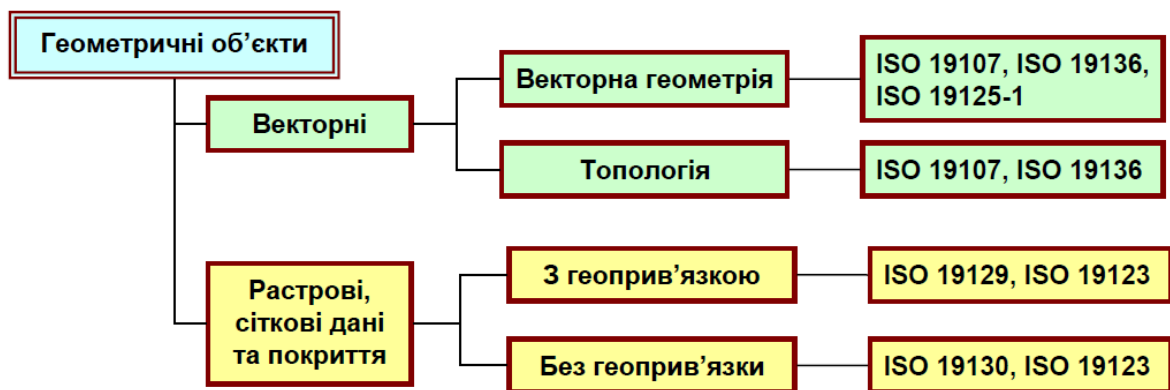 Геометричні об’єкти
Векторна геометрія
ISO 19107, ISO 19136,
ISO 19125-1
Векторні
Топологія
ISO 19107, ISO 19136
Растрові,
сіткові дані
та покриття
З геоприв’язкою
ISO 19129, ISO 19123
Без геоприв’язки
ISO 19130, ISO 19123